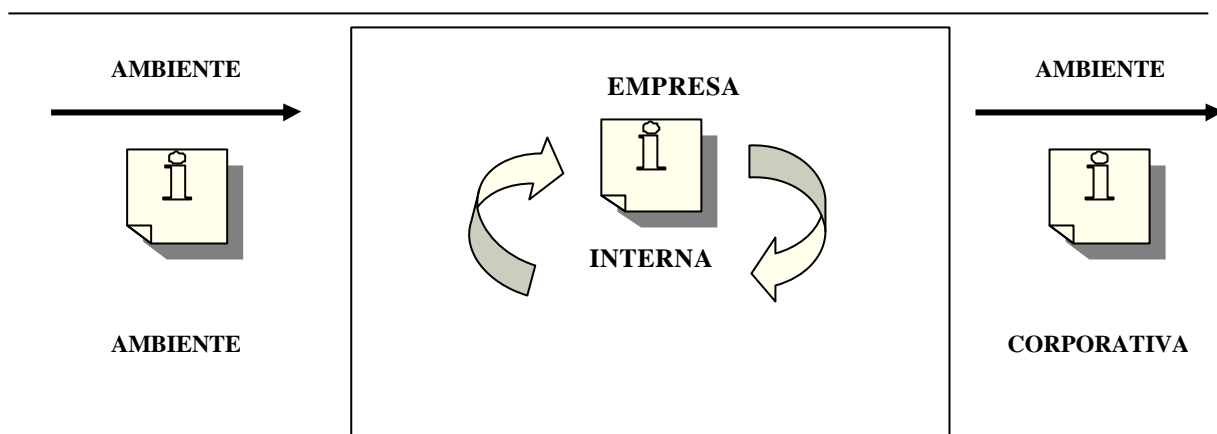 AMBIENTE
AMBIENTE
EMPRESA
i
i
i
INTERNA
AMBIENTE
CORPORATIVA